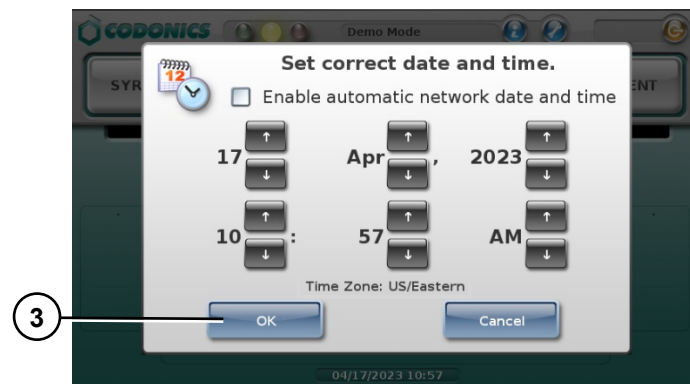 CODONICS
Demo Mode
SYR
ENT
12
Set correct date and time.
Enable automatic network date and time
17 Apr, 2023
10 : 57 AM
Time Zone: US/Eastern
3
OK Cancel
04/17/2023 10:57